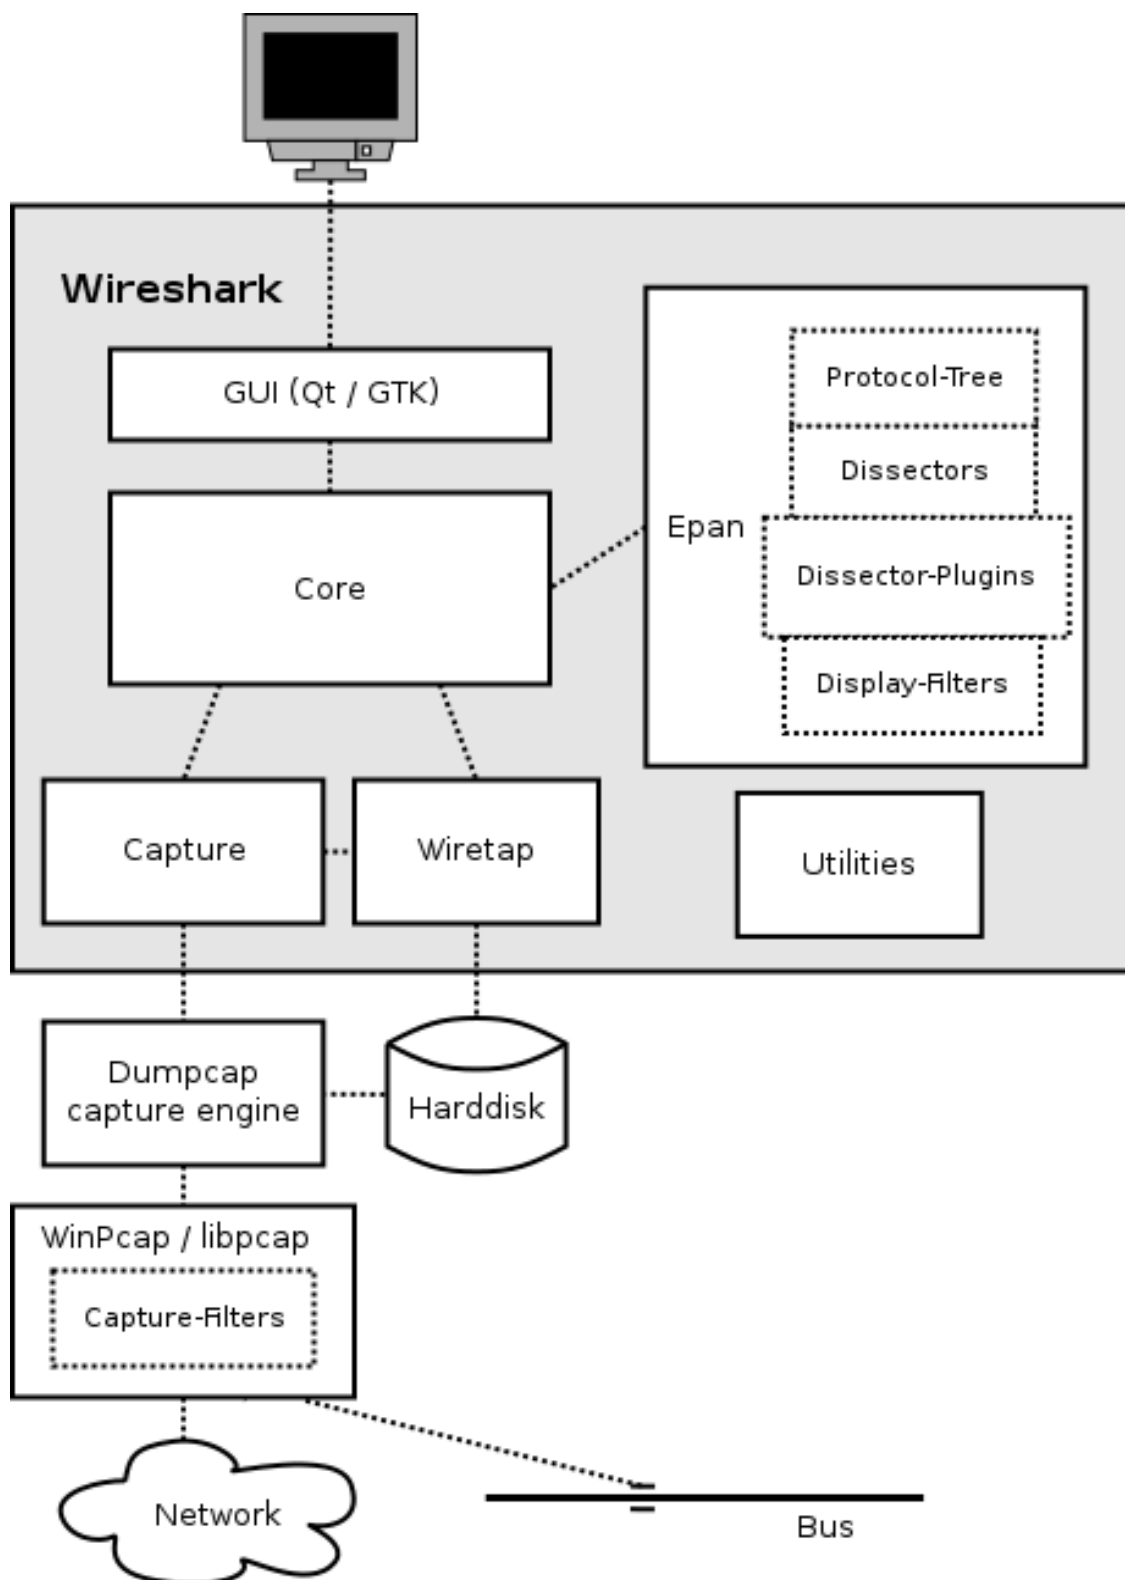 Wireshark
GUI (Qt / GTK)
Core
Epan
Protocol-Tree
Dissectors
Dissector-Plugins
Display-Filters
Capture
Wiretap
Utilities
Dumpcap
capture engine
Harddisk
WinPcap / libpcap
Capture-Filters
Network
Bus